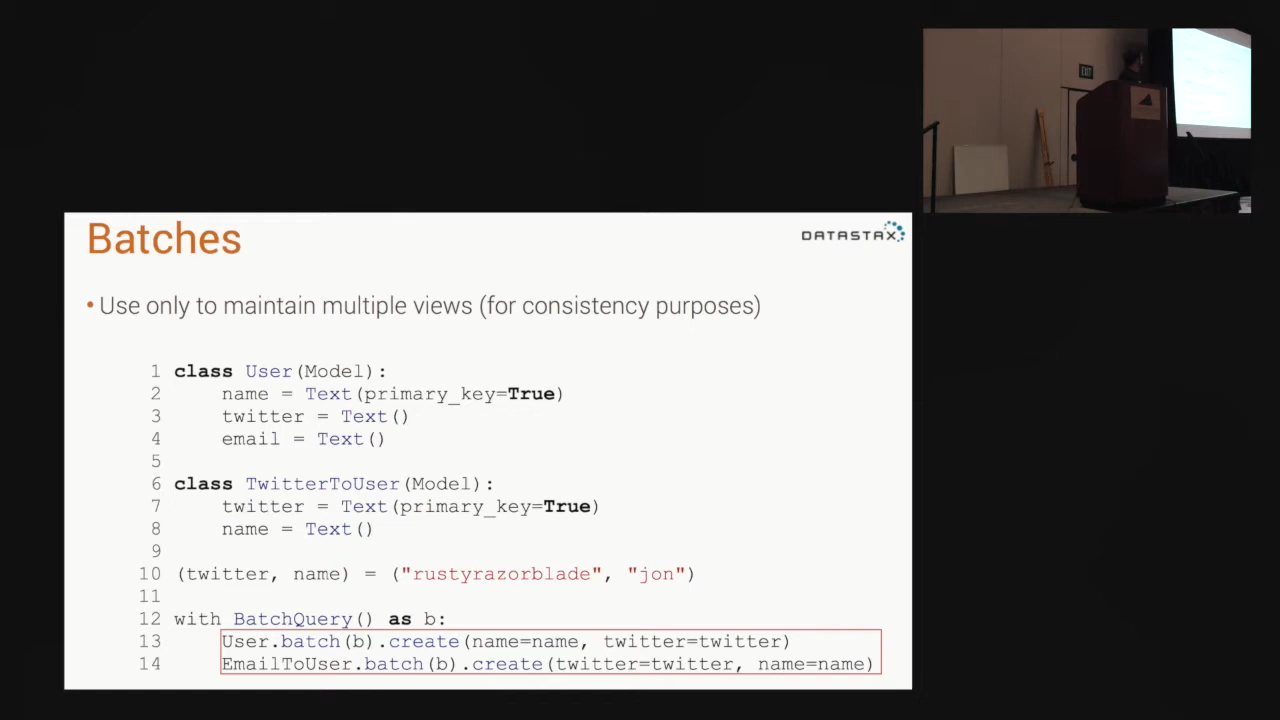 EXIT
Batches
DATASTAX
• Use only to maintain multiple views (for consistency purposes)
1 class User(Model):
2 name = Text(primary_key=True)
3 twitter = Text()
4 email = Text()
5
6 class TwitterToUser(Model):
7 twitter = Text(primary_key=True)
8 name = Text()
9
10 (twitter, name) = ("rustyrazorblade", "jon")
11
12 with BatchQuery() as b:
13 User.batch(b).create(name=name, twitter=twitter)
14 EmailToUser.batch(b).create(twitter=twitter, name=name)